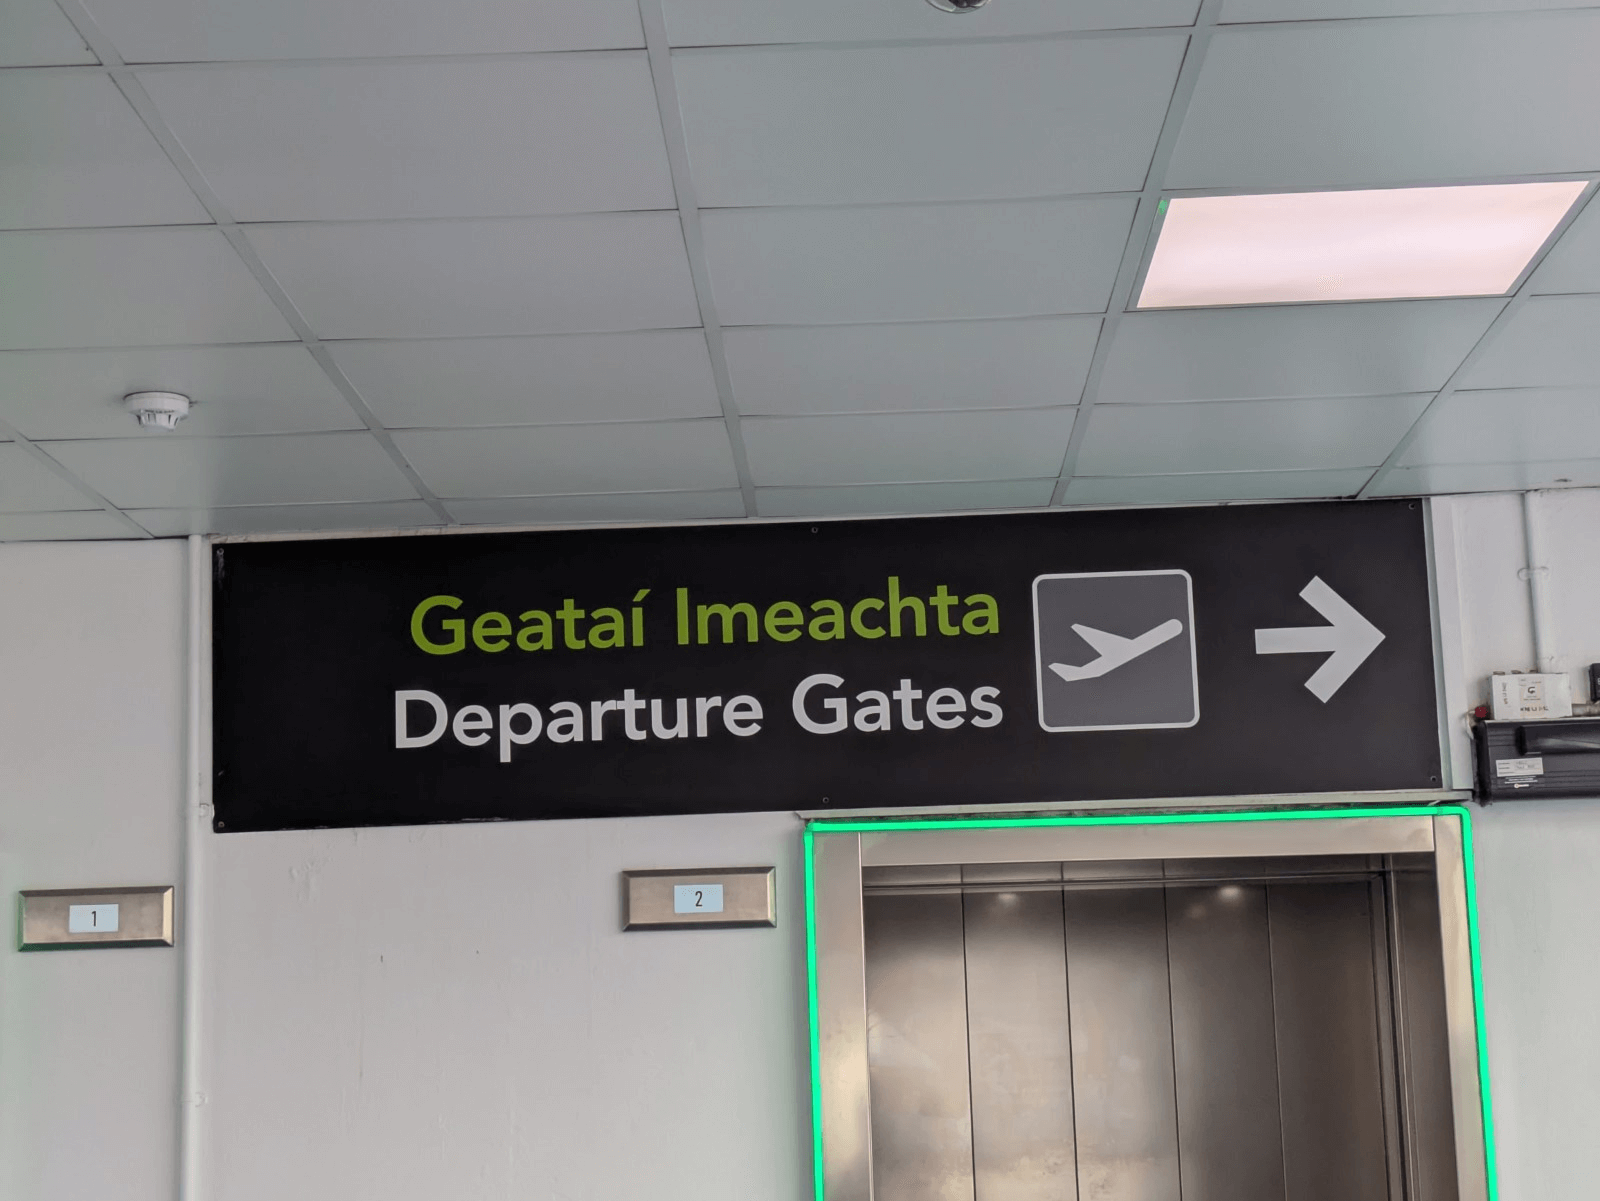 Geataí Imeachta
Departure Gates
1
2